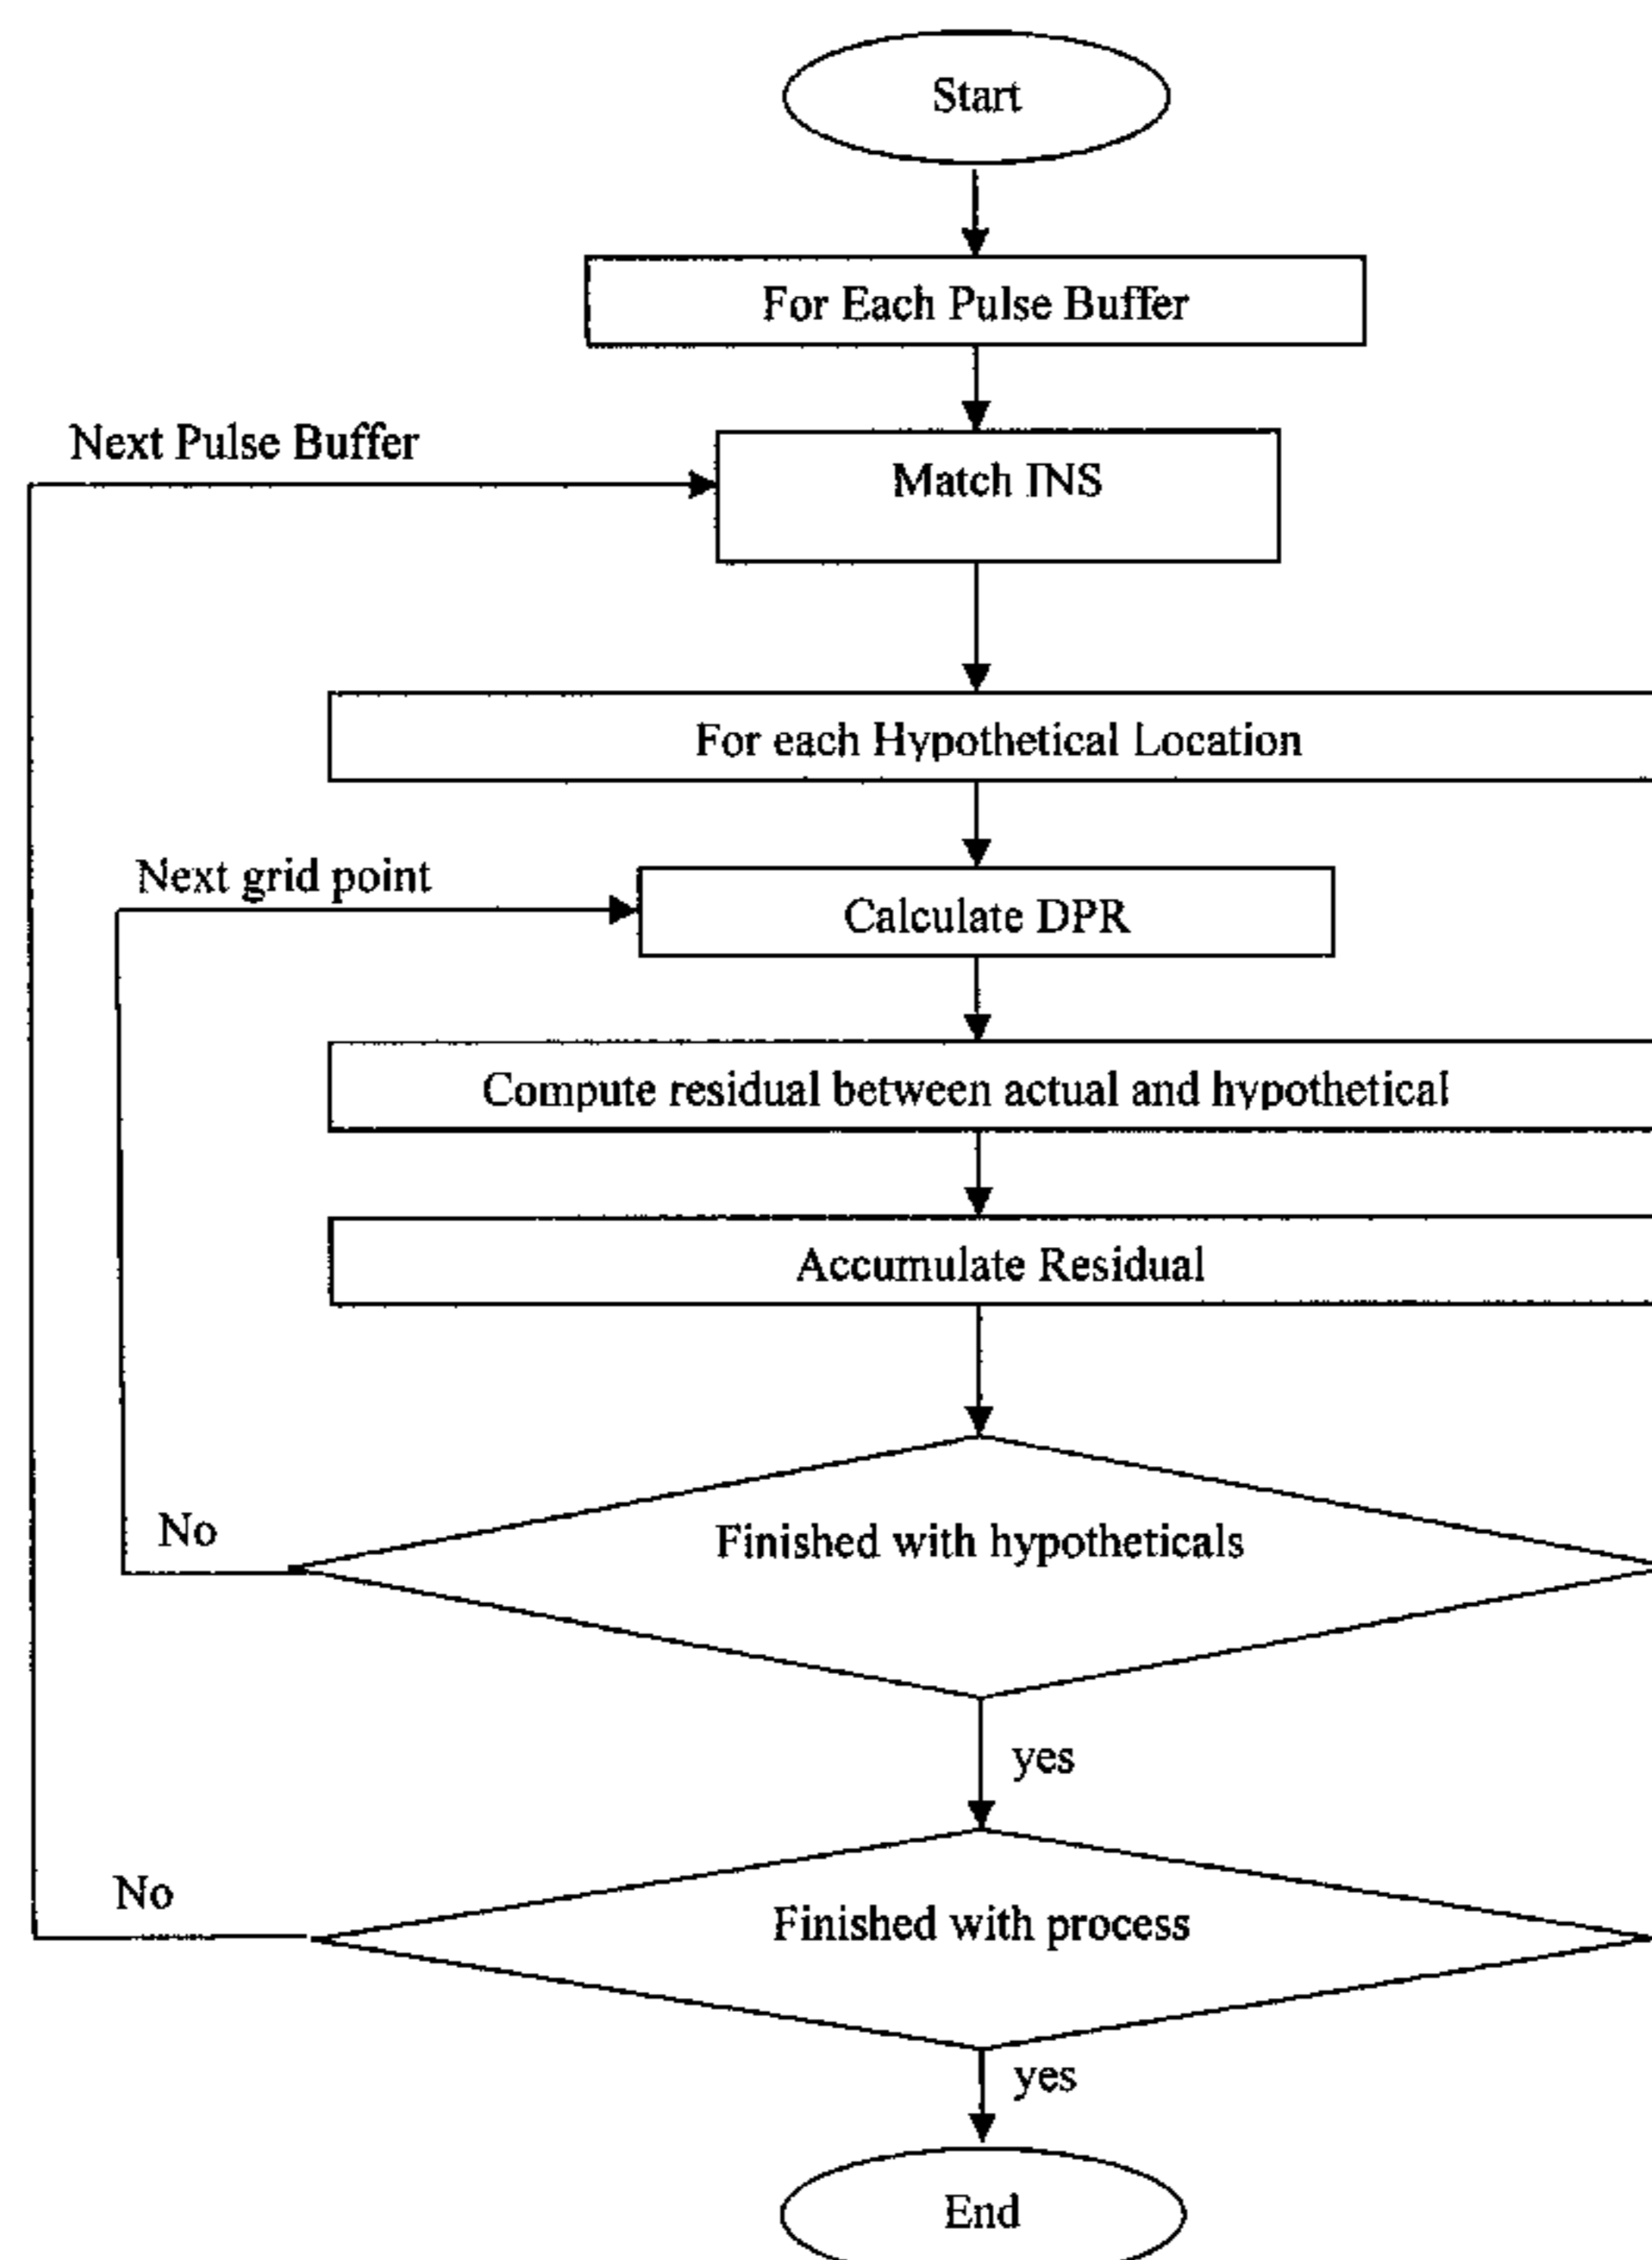 Start
For Each Pulse Buffer
Next Pulse Buffer
Match INS
For each Hypothetical Location
Next grid point
Calculate DPR
Compute residual between actual and hypothetical
Accumulate Residual
No
Finished with hypotheticals
yes
No
Finished with process
yes
End